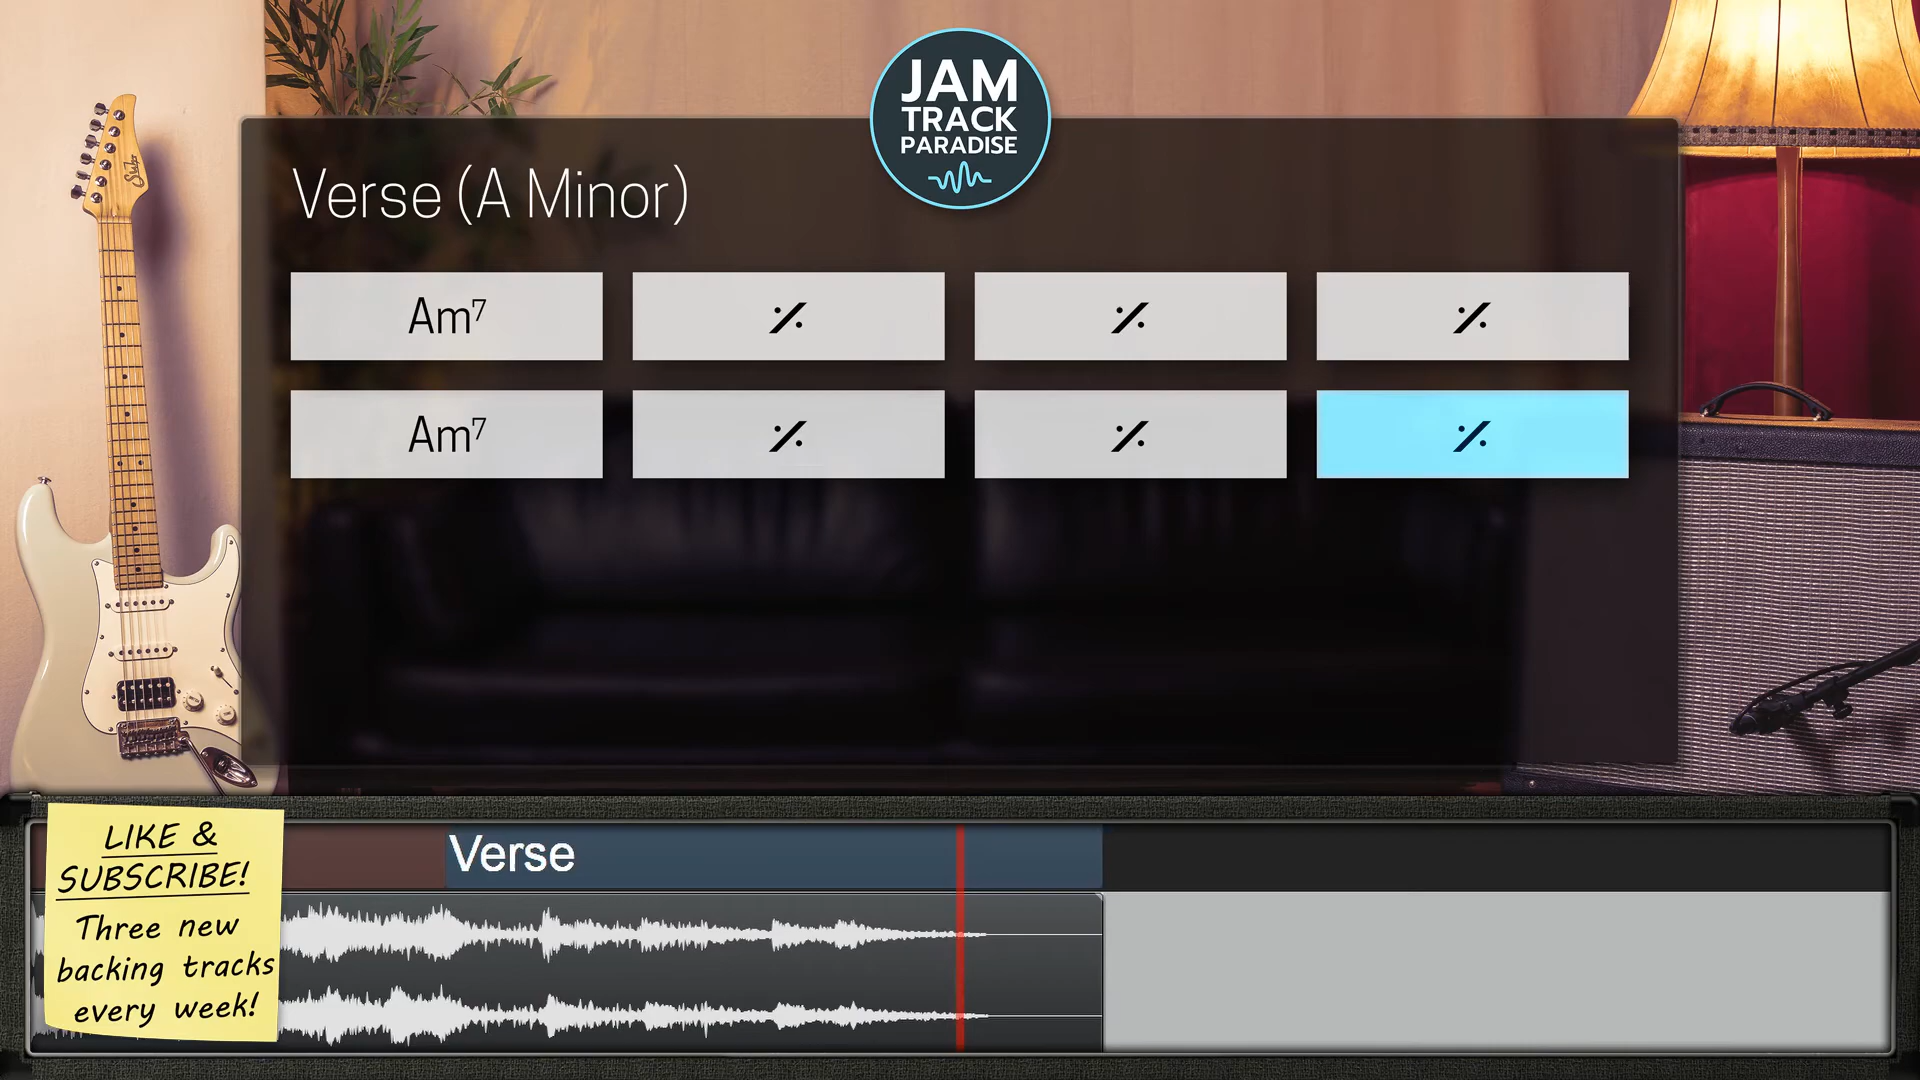 JAM
TRACK
PARADISE
Verse (A Minor)
Am7 𝄎 𝄎 𝄎
Am7 𝄎 𝄎 𝄎
LIKE &
SUBSCRIBE!
Three new
backing tracks
every week!
Verse